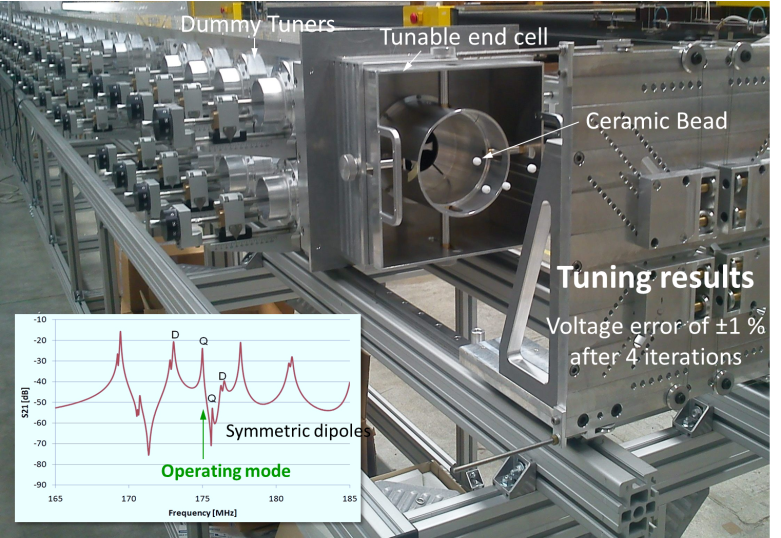 Dummy Tuners
Tunable end cell
Ceramic Bead
Tuning results
Voltage error of ±1 %
after 4 iterations
-10
-20
-30
-40
-50
-60
-70
-80
-90
S21 [dB]
D
Q
D
Q
Symmetric dipoles
Operating mode
165
170
175
180
185
Frequency [MHz]